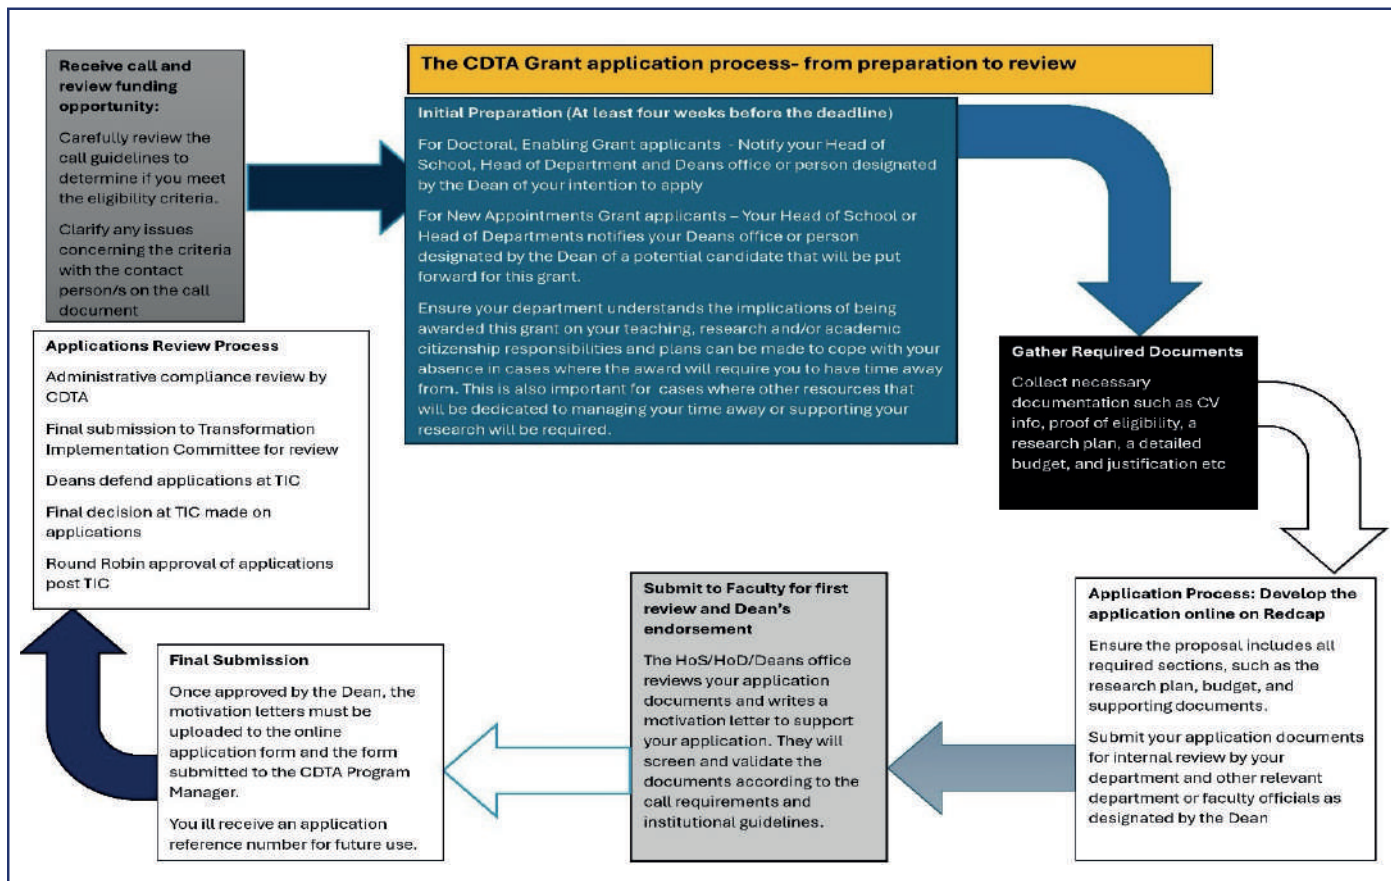 The CDTA Grant application process- from preparation to review
Receive call and
review funding
opportunity:
Carefully review the
call guidelines to
determine if you meet
the eligibility criteria.
Clarify any issues
concerning the criteria
with the contact
person/s on the call
document
Initial Preparation (At least four weeks before the deadline)
For Doctoral, Enabling Grant applicants - Notify your Head of
School, Head of Department and Deans office or person designated
by the Dean of your intention to apply
For New Appointments Grant applicants – Your Head of School or
Head of Departments notifies your Deans office or person
designated by the Dean of a potential candidate that will be put
forward for this grant.
Ensure your department understands the implications of being
awarded this grant on your teaching, research and/or academic
citizenship responsibilities and plans can be made to cope with your
absence in cases where the award will require you to have time away
from. This is also important for cases where other resources that
will be dedicated to managing your time away or supporting your
research will be required.
Gather Required Documents
Collect necessary
documentation such as CV
info, proof of eligibility, a
research plan, a detailed
budget, and justification etc
Application Process: Develop the
application online on Redcap
Ensure the proposal includes all
required sections, such as the
research plan, budget, and
supporting documents.
Submit your application documents
for internal review by your
department and other relevant
department or faculty officials as
designated by the Dean
Submit to Faculty for first
review and Dean's
endorsement
The HoS/HoD/Deans office
reviews your application
documents and writes a
motivation letter to support
your application. They will
screen and validate the
documents according to the
call requirements and
institutional guidelines.
Final Submission
Once approved by the Dean, the
motivation letters must be
uploaded to the online
application form and the form
submitted to the CDTA Program
Manager.
You ill receive an application
reference number for future use.
Applications Review Process
Administrative compliance review by
CDTA
Final submission to Transformation
Implementation Committee for review
Deans defend applications at TIC
Final decision at TIC made on
applications
Round Robin approval of applications
post TIC